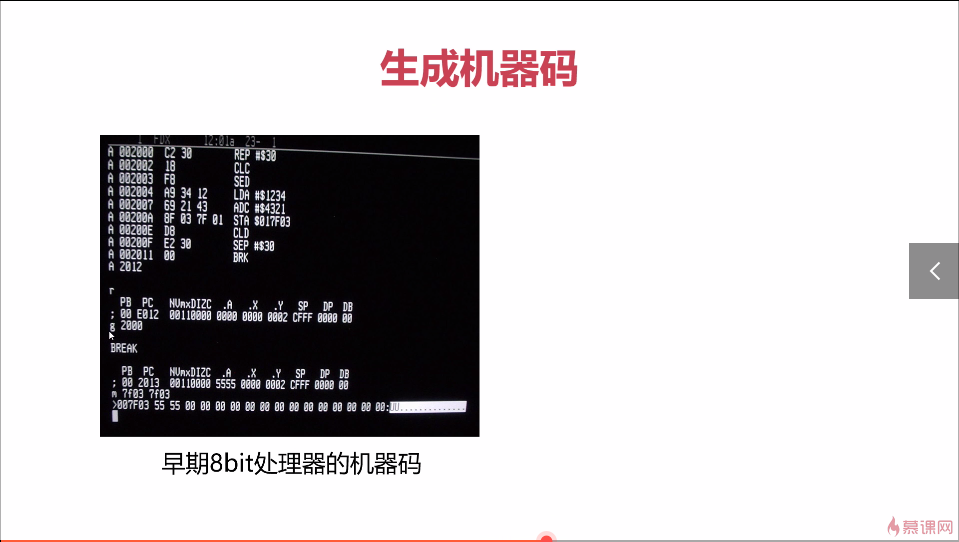 生成机器码
1 FDX 12:01a 23- 1
A 002000 C2 30 REP #$30
A 002002 18 CLC
A 002003 F8 SED
A 002004 A9 34 12 LDA #$1234
A 002007 69 21 43 ADC #$4321
A 00200A 8F 03 7F 01 STA $017F03
A 00200E D8 CLD
A 00200F E2 30 SEP #$30
A 002011 00 BRK
A 2012
r
PB PC NVmxDIZC .A .X .Y SP DP DB
; 00 E012 00110000 0000 0000 0002 CFFF 0000 00
g 2000
BREAK
PB PC NVmxDIZC .A .X .Y SP DP DB
; 00 2013 00110000 5555 0000 0002 CFFF 0000 00
m 7f03 7f03
>007F03 55 55 00 00 00 00 00 00 00 00 00 00 00 00 00 00:UU..............
早期8bit处理器的机器码
慕课网